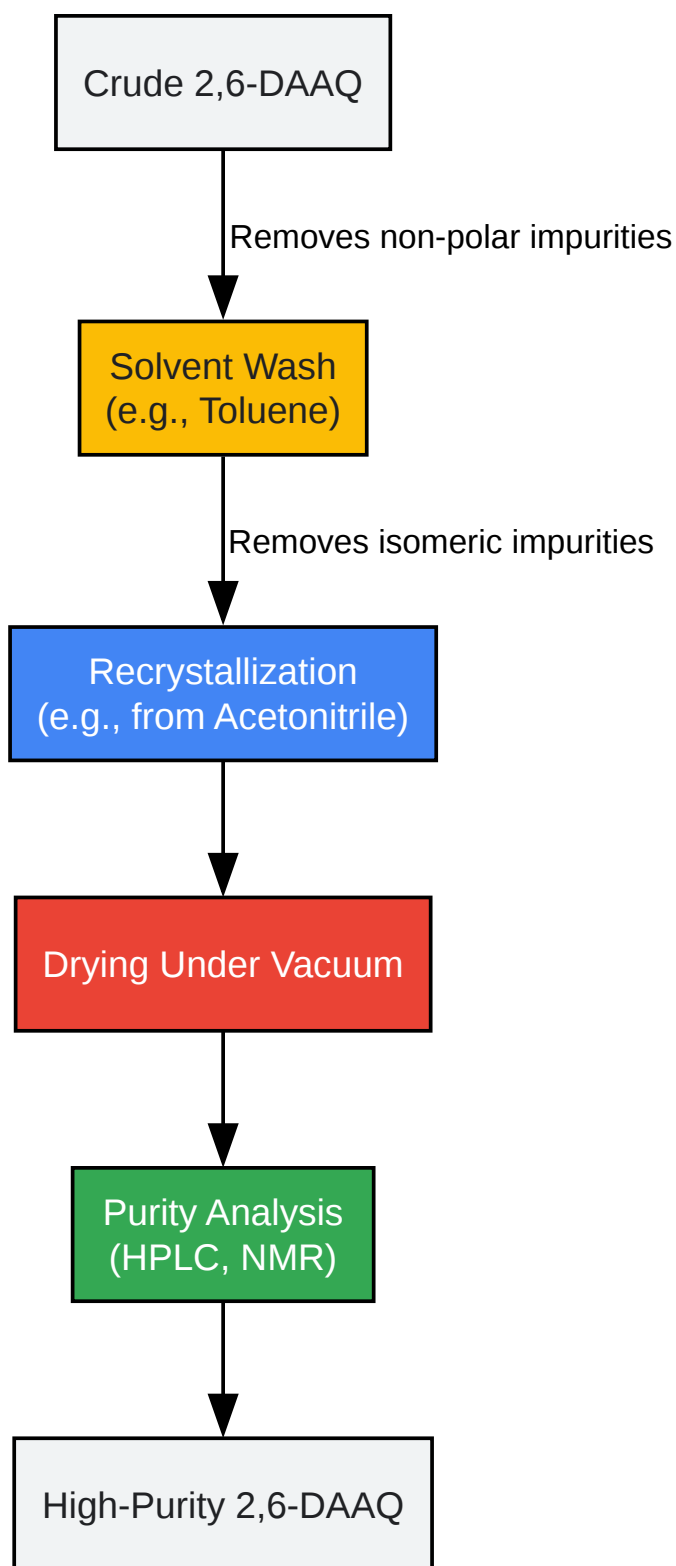 Crude 2,6-DAAQ
Removes non-polar impurities
Solvent Wash
(e.g., Toluene)
Removes isomeric impurities
Recrystallization
(e.g., from Acetonitrile)
Drying Under Vacuum
Purity Analysis
(HPLC, NMR)
High-Purity 2,6-DAAQ